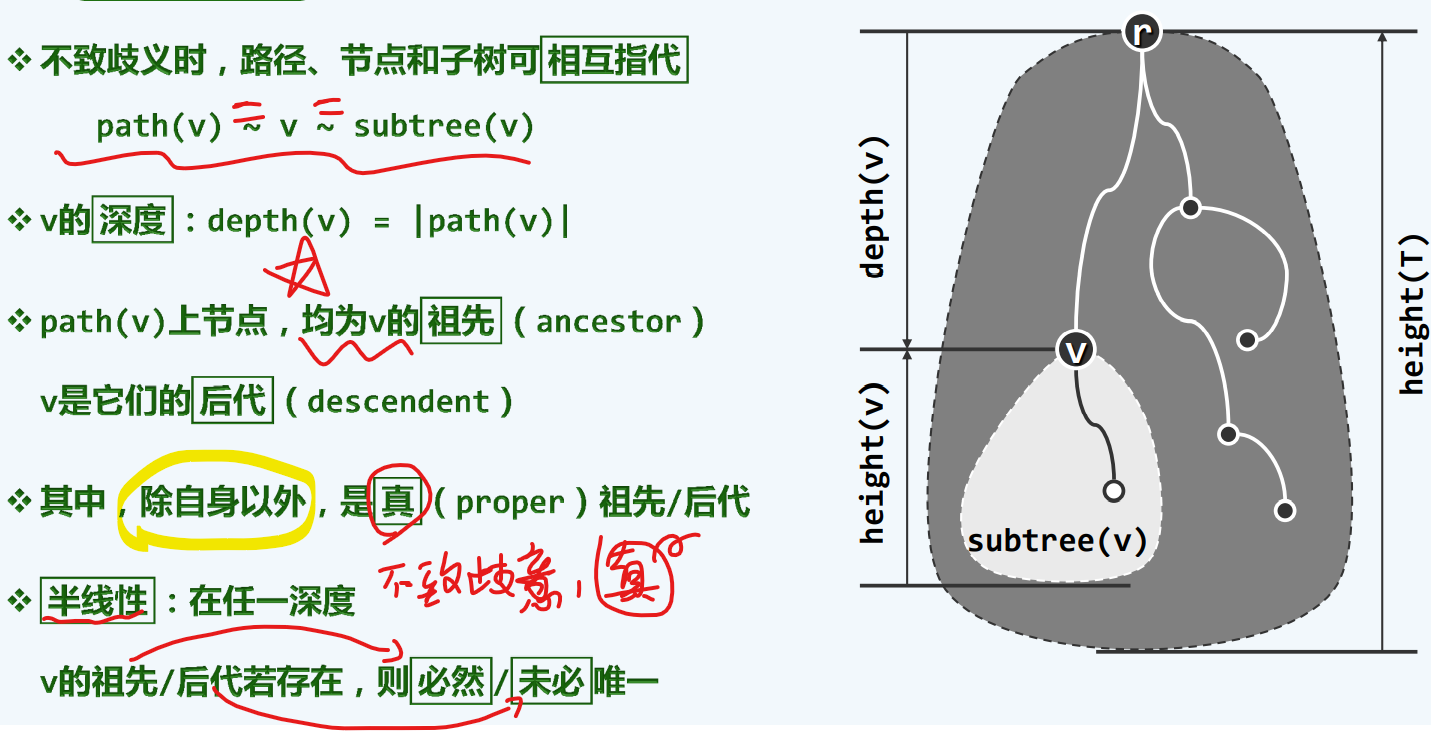 ❖ 不致歧义时，路径、节点和子树可相互指代
path(v) ~ v ~ subtree(v)
❖ v的深度：depth(v) = |path(v)|
❖ path(v)上节点，均为v的祖先（ancestor）
v是它们的后代（descendent）
❖ 其中，除自身以外，是真（proper）祖先/后代
不致歧意，真
❖ 半线性：在任一深度
v的祖先/后代若存在，则必然/未必唯一
r
depth(v)
v
height(v)
subtree(v)
height(T)